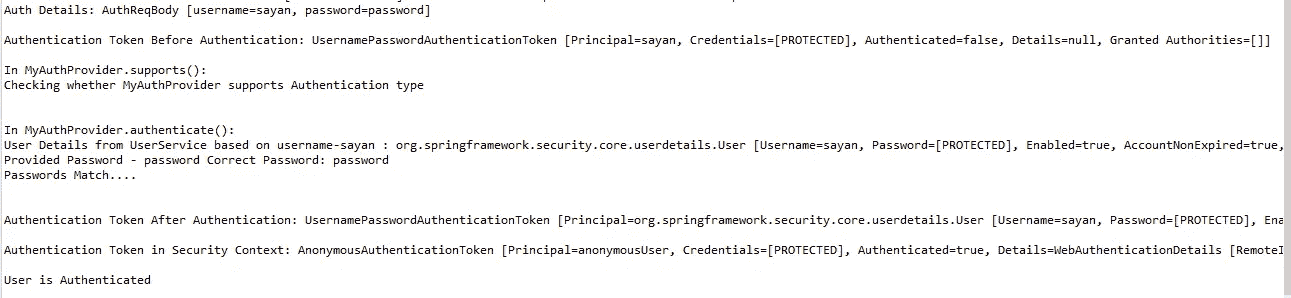 Auth Details: AuthReqBody [username=sayan, password=password]
Authentication Token Before Authentication: UsernamePasswordAuthenticationToken [Principal=sayan, Credentials=[PROTECTED], Authenticated=false, Details=null, Granted Authorities=[]]
In MyAuthProvider.supports():
Checking whether MyAuthProvider supports Authentication type
In MyAuthProvider.authenticate():
User Details from UserService based on username-sayan : org.springframework.security.core.userdetails.User [Username=sayan, Password=[PROTECTED], Enabled=true, AccountNonExpired=true,
Provided Password - password Correct Password: password
Passwords Match....
Authentication Token After Authentication: UsernamePasswordAuthenticationToken [Principal=org.springframework.security.core.userdetails.User [Username=sayan, Password=[PROTECTED], Ena
Authentication Token in Security Context: AnonymousAuthenticationToken [Principal=anonymousUser, Credentials=[PROTECTED], Authenticated=true, Details=WebAuthenticationDetails [RemoteI
User is Authenticated